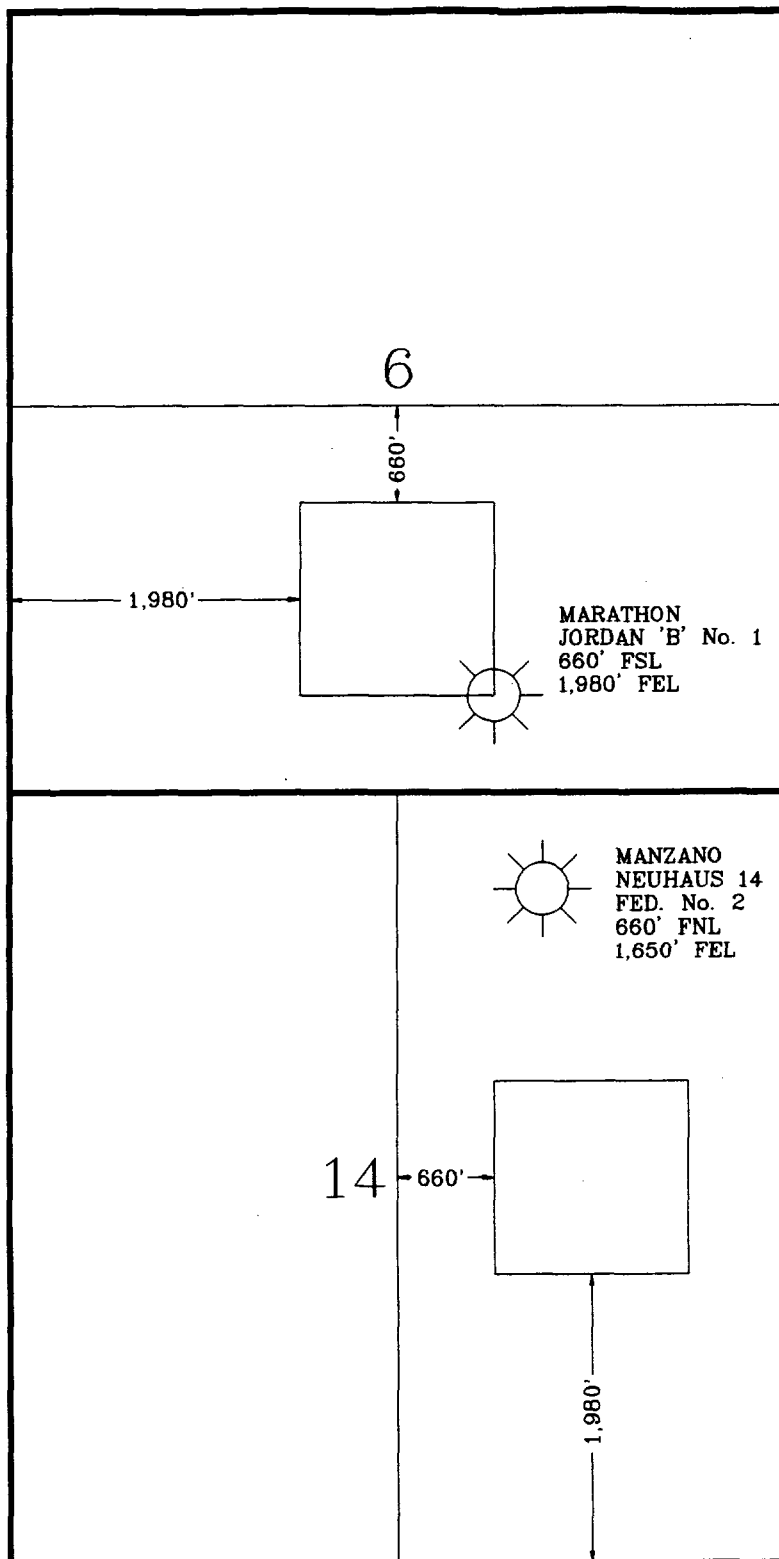 6
660'
1,980'
MARATHON
JORDAN 'B' No. 1
660' FSL
1,980' FEL
MANZANO
NEUHAUS 14
FED. No. 2
660' FNL
1,650' FEL
14
660'
1,980'